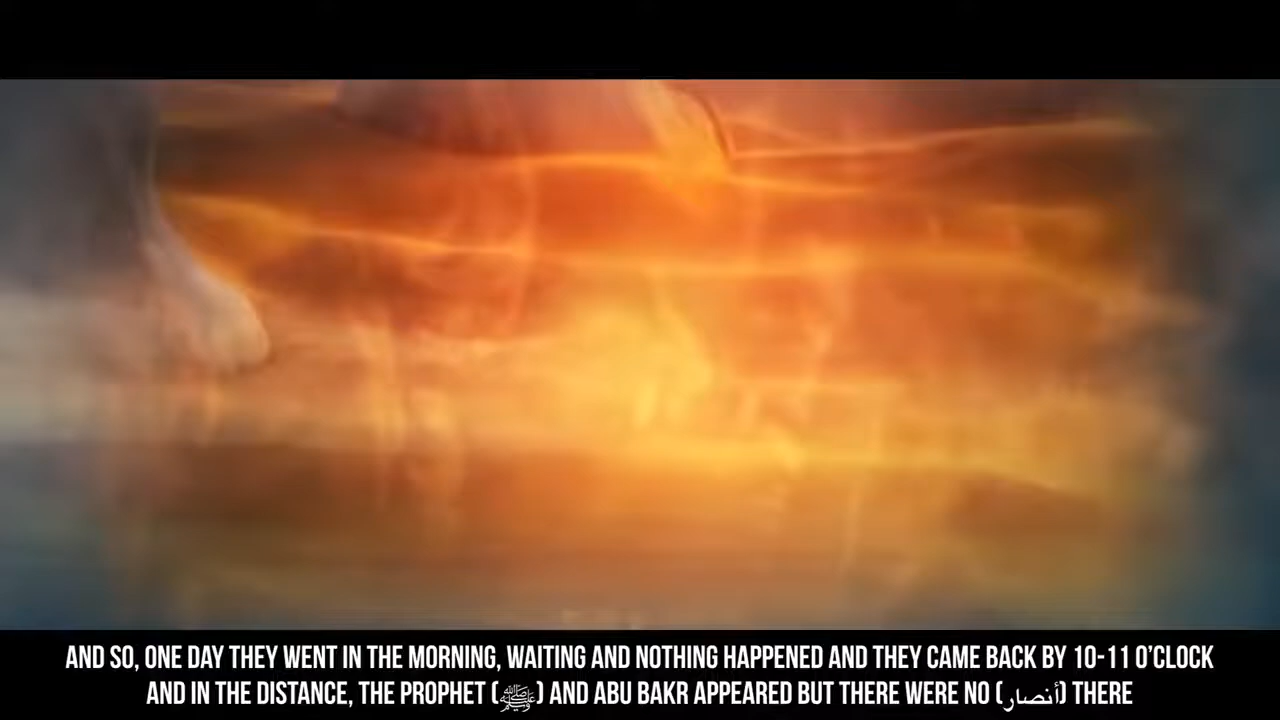 AND SO, ONE DAY THEY WENT IN THE MORNING, WAITING AND NOTHING HAPPENED AND THEY CAME BACK BY 10-11 O'CLOCK
AND IN THE DISTANCE, THE PROPHET (ﷺ) AND ABU BAKR APPEARED BUT THERE WERE NO (أنصار) THERE